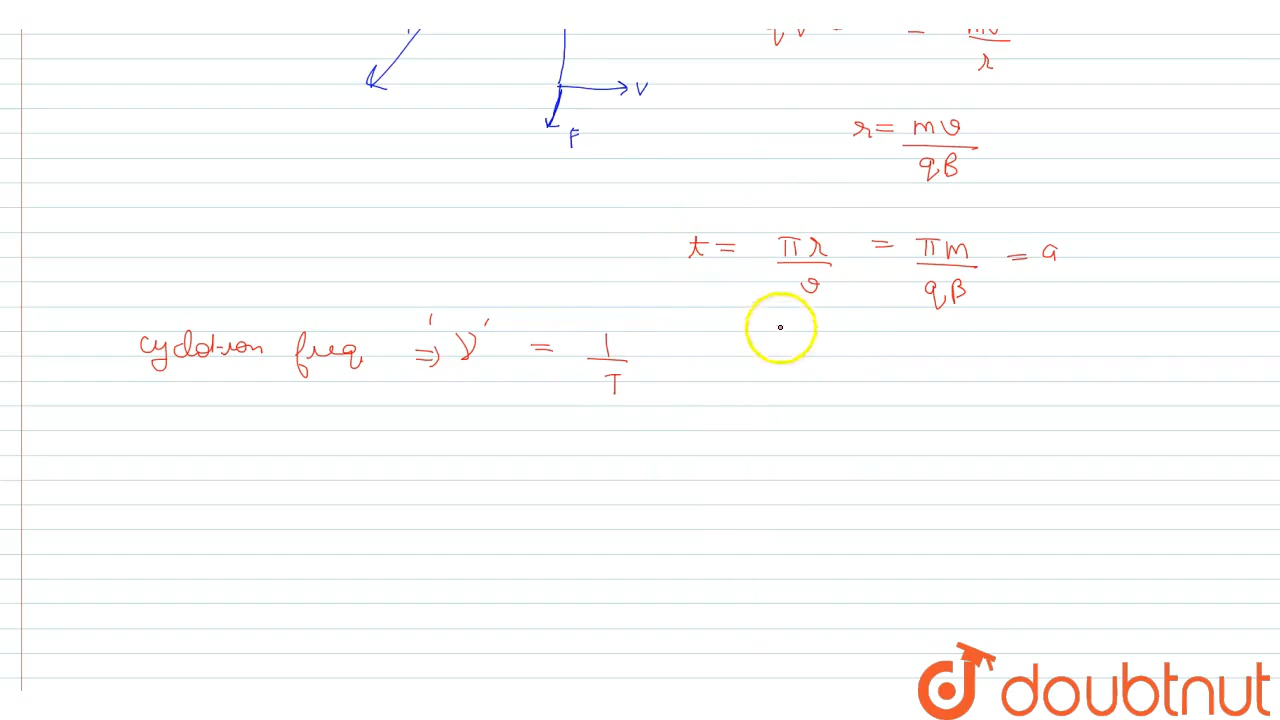 V
F
r = mv / qB
t = πr / v = πm / qB = a
cyclotron freq ⇒ 'ν' = 1 / T
doubtnut